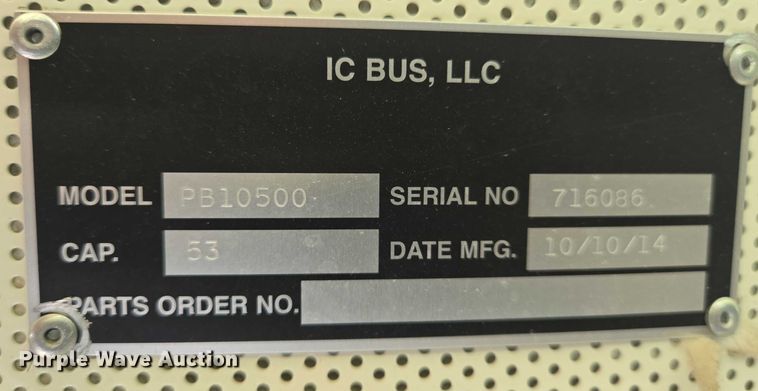 IC BUS, LLC
MODEL PB10500 SERIAL NO 716086
CAP. 53 DATE MFG. 10/10/14
PARTS ORDER NO.
Purple Wave Auction